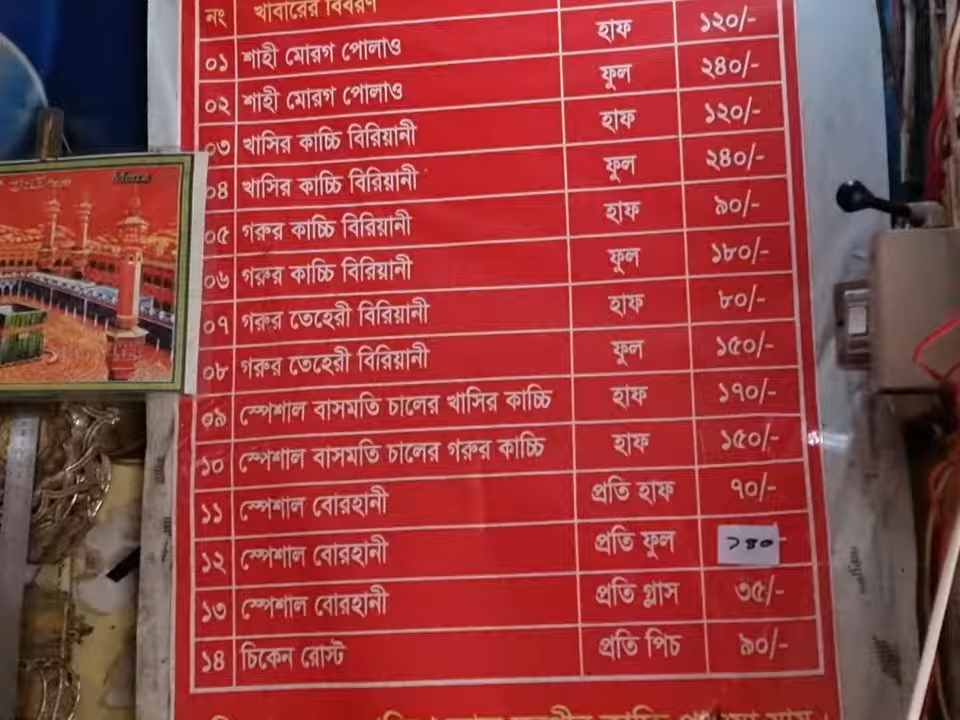 নং খাবারের বিবরণ
০১ শাহী মোরগ পোলাও হাফ ১২০/-
০২ শাহী মোরগ পোলাও ফুল ২৪০/-
০৩ খাসির কাচ্চি বিরিয়ানী হাফ ১২০/-
০৪ খাসির কাচ্চি বিরিয়ানী ফুল ২৪০/-
০৫ গরুর কাচ্চি বিরিয়ানী হাফ ৯০/-
০৬ গরুর কাচ্চি বিরিয়ানী ফুল ১৮০/-
০৭ গরুর তেহেরী বিরিয়ানী হাফ ৮০/-
০৮ গরুর তেহেরী বিরিয়ানী ফুল ১৫০/-
০৯ স্পেশাল বাসমতি চালের খাসির কাচ্চি হাফ ১৭০/-
১০ স্পেশাল বাসমতি চালের গরুর কাচ্চি হাফ ১৫০/-
১১ স্পেশাল বোরহানী প্রতি হাফ ৭০/-
১২ স্পেশাল বোরহানী প্রতি ফুল ১৪০
১৩ স্পেশাল বোরহানী প্রতি গ্লাস ৩৫/-
১৪ চিকেন রোস্ট প্রতি পিচ ৯০/-